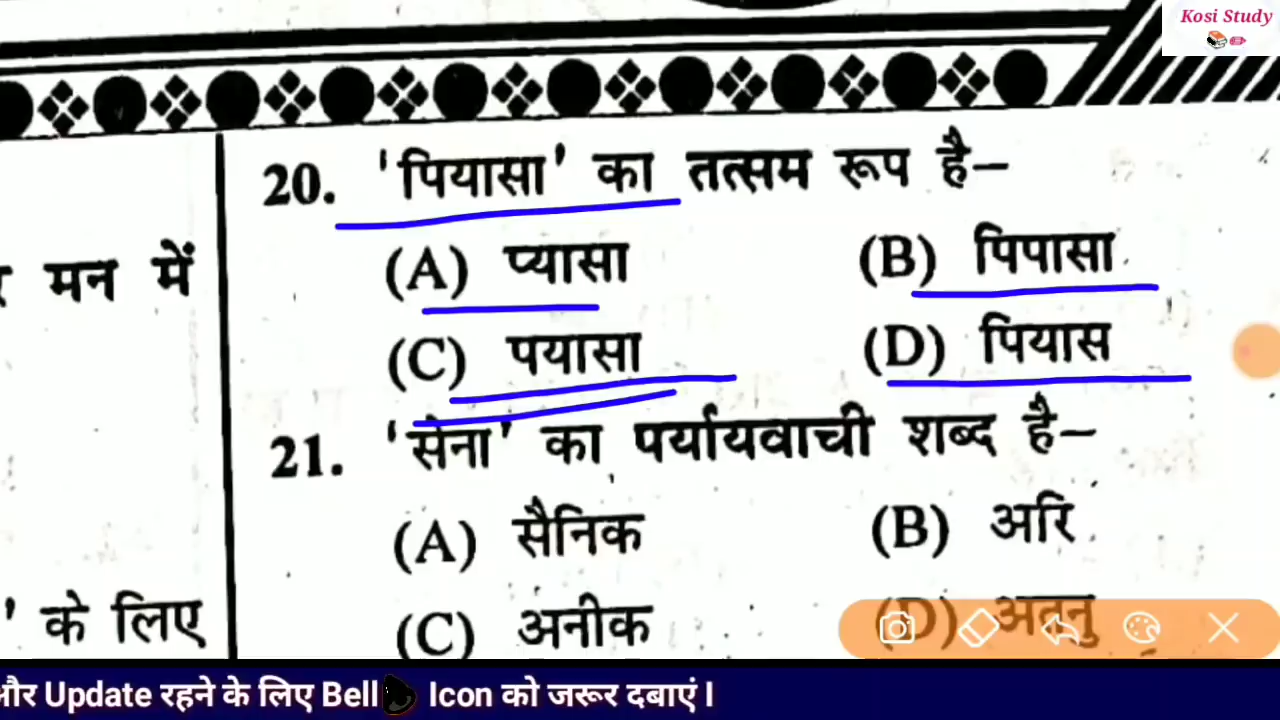 Kosi Study
20. 'पियासा' का तत्सम रूप है–
(A) प्यासा (B) पिपासा
र मन में
(C) पयासा (D) पियास
21. 'सेना' का पर्यायवाची शब्द है–
(A) सैनिक (B) अरि
' के लिए (C) अनीक (D) अतनु
और Update रहने के लिए Bell Icon को जरूर दबाएं l